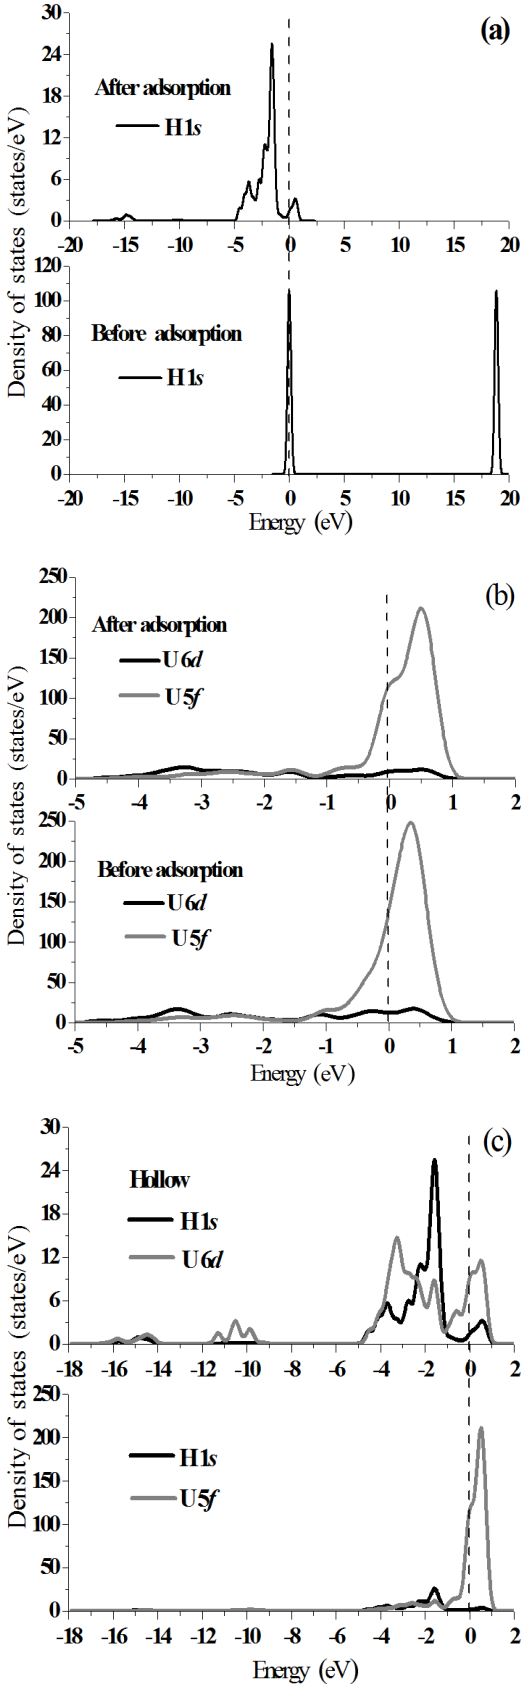 Density of states (states/eV)
30
(a)
24
After adsorption
18
H1s
12
6
0
-20 -15 -10 -5 0 5 10 15 20
120
100
80
Before adsorption
60
H1s
40
20
0
-20 -15 -10 -5 0 5 10 15 20
Energy (eV)
Density of states (states/eV)
250
(b)
200
After adsorption
150
U6d
100
U5f
50
0
-5 -4 -3 -2 -1 0 1 2
250
200
Before adsorption
150
U6d
100
U5f
50
0
-5 -4 -3 -2 -1 0 1 2
Energy (eV)
Density of states (states/eV)
30
(c)
24
Hollow
18
H1s
12
U6d
6
0
-18 -16 -14 -12 -10 -8 -6 -4 -2 0 2
250
200
H1s
150
U5f
100
50
0
-18 -16 -14 -12 -10 -8 -6 -4 -2 0 2
Energy (eV)